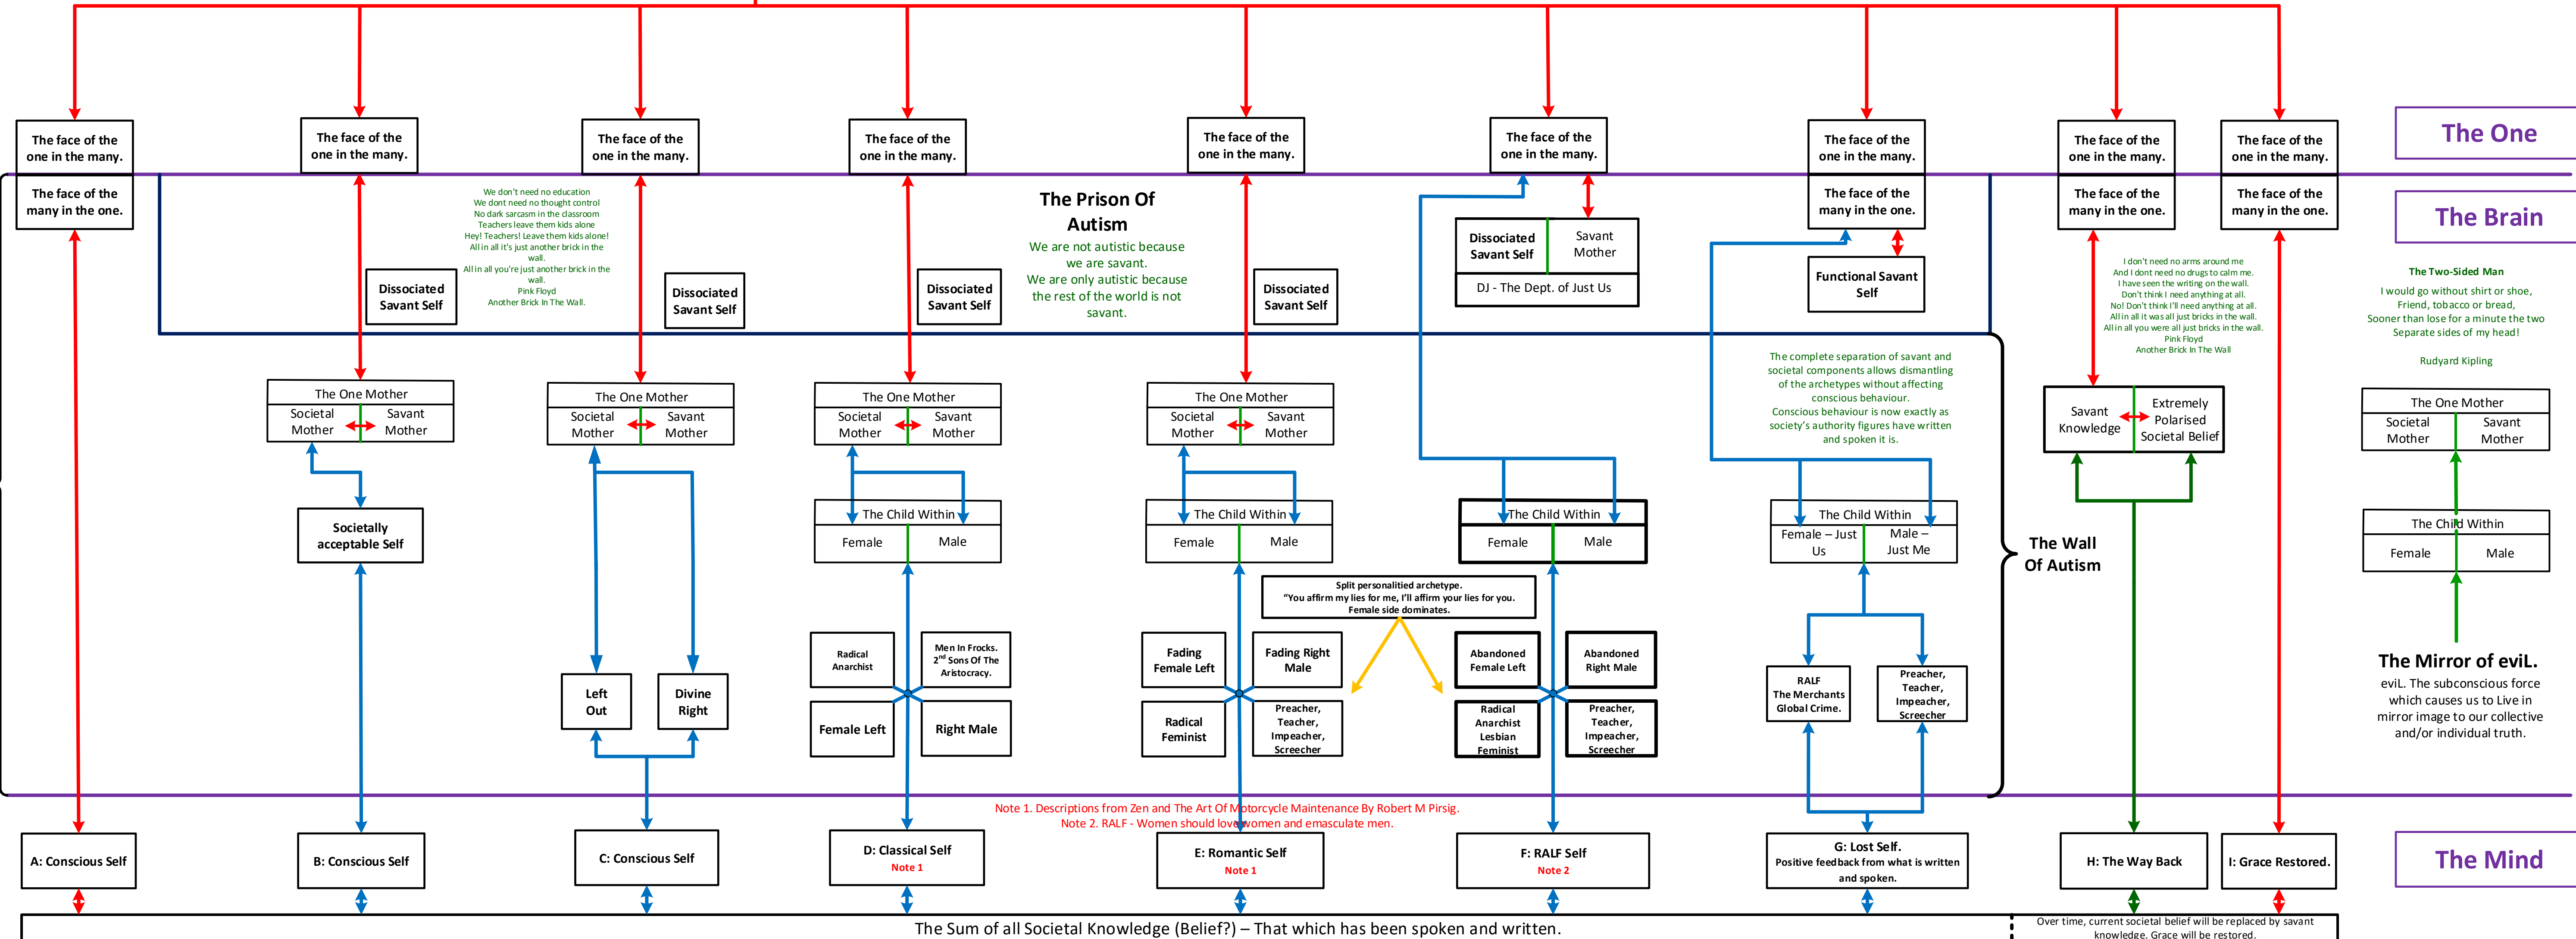 The face of the
one in the many.
The face of the
one in the many.
The face of the
one in the many.
The face of the
one in the many.
The face of the
one in the many.
The face of the
one in the many.
The face of the
one in the many.
The face of the
one in the many.
The face of the
one in the many.
The One
The face of the
many in the one.
We don't need no education
We dont need no thought control
No dark sarcasm in the classroom
Teachers leave them kids alone
Hey! Teachers! Leave them kids alone!
All in all it's just another brick in the
wall.
All in all you're just another brick in the
wall.
Pink Floyd
Another Brick In The Wall.
The Prison Of
Autism
We are not autistic because
we are savant.
We are only autistic because
the rest of the world is not
savant.
Dissociated
Savant Self
Savant
Mother
DJ - The Dept. of Just Us
The face of the
many in the one.
Functional Savant
Self
The face of the
many in the one.
The face of the
many in the one.
The Brain
Dissociated
Savant Self
Dissociated
Savant Self
Dissociated
Savant Self
Dissociated
Savant Self
I don't need no arms around me
And I dont need no drugs to calm me.
I have seen the writing on the wall.
Don't think I need anything at all.
No! Don't think I'll need anything at all.
All in all it was all just bricks in the wall.
All in all you were all just bricks in the wall.
Pink Floyd
Another Brick In The Wall
The Two-Sided Man
I would go without shirt or shoe,
Friend, tobacco or bread,
Sooner than lose for a minute the two
Separate sides of my head!
Rudyard Kipling
The One Mother
Societal
Mother
Savant
Mother
The One Mother
Societal
Mother
Savant
Mother
The One Mother
Societal
Mother
Savant
Mother
The One Mother
Societal
Mother
Savant
Mother
The complete separation of savant and
societal components allows dismantling
of the archetypes without affecting
conscious behaviour.
Conscious behaviour is now exactly as
society's authority figures have written
and spoken it is.
Savant
Knowledge
Extremely
Polarised
Societal Belief
The One Mother
Societal
Mother
Savant
Mother
Societally
acceptable Self
The Child Within
Female
Male
The Child Within
Female
Male
The Child Within
Female
Male
The Child Within
Female – Just
Us
Male –
Just Me
The Wall
Of Autism
The Child Within
Female
Male
Split personalitied archetype.
“You affirm my lies for me, I'll affirm your lies for you.
Female side dominates.
Left
Out
Divine
Right
Radical
Anarchist
Men In Frocks.
2nd Sons Of The
Aristocracy.
Female Left
Right Male
Fading
Female Left
Fading Right
Male
Radical
Feminist
Preacher,
Teacher,
Impeacher,
Screecher
Abandoned
Female Left
Abandoned
Right Male
Radical
Anarchist
Lesbian
Feminist
Preacher,
Teacher,
Impeacher,
Screecher
RALF
The Merchants
Global Crime.
Preacher,
Teacher,
Impeacher,
Screecher
The Mirror of eviL.
eviL. The subconscious force
which causes us to Live in
mirror image to our collective
and/or individual truth.
Note 1. Descriptions from Zen and The Art Of Motorcycle Maintenance By Robert M Pirsig.
Note 2. RALF - Women should love women and emasculate men.
A: Conscious Self
B: Conscious Self
C: Conscious Self
D: Classical Self
Note 1
E: Romantic Self
Note 1
F: RALF Self
Note 2
G: Lost Self.
Positive feedback from what is written
and spoken.
H: The Way Back
I: Grace Restored.
The Mind
The Sum of all Societal Knowledge (Belief?) – That which has been spoken and written.
Over time, current societal belief will be replaced by savant
knowledge. Grace will be restored.